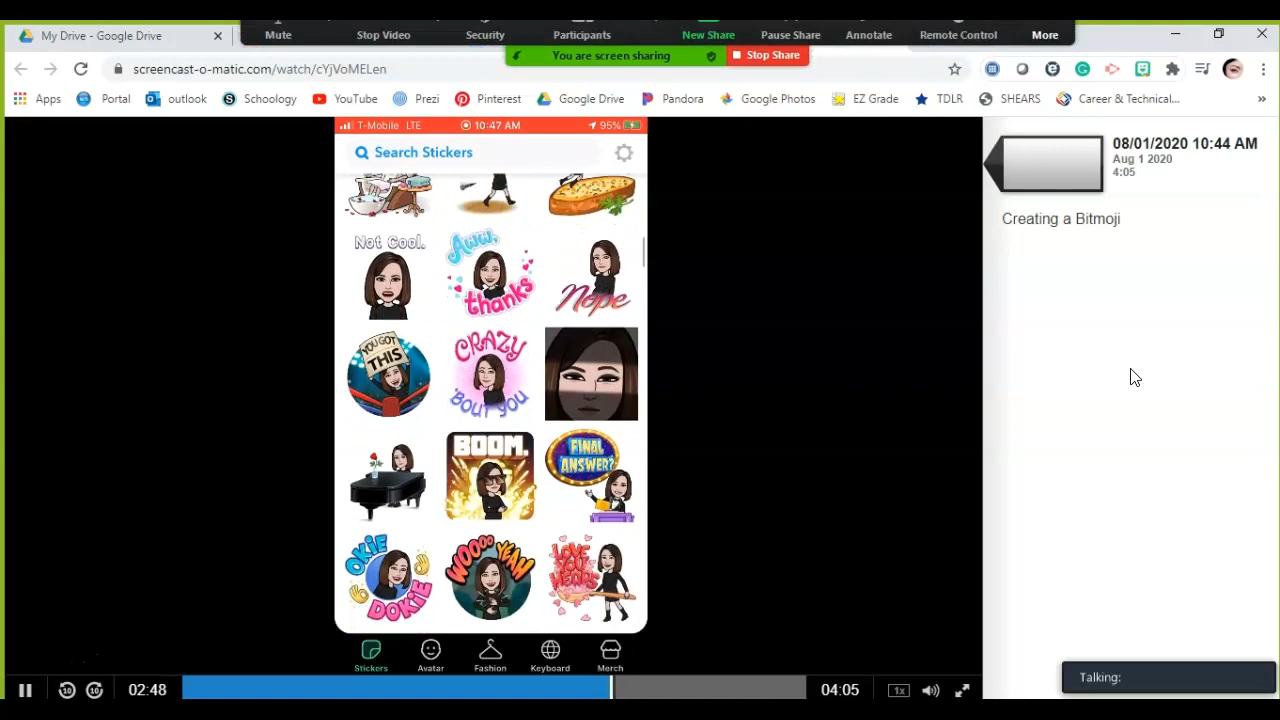 Mute Stop Video Security Participants New Share Pause Share Annotate Remote Control More
My Drive - Google Drive
You are screen sharing Stop Share
screencast-o-matic.com/watch/cYjVoMELen
Apps Portal outlook Schoology YouTube Prezi Pinterest Google Drive Pandora Google Photos EZ Grade TDLR SHEARS Career & Technical...
T-Mobile LTE 10:47 AM 95%
Search Stickers
08/01/2020 10:44 AM
Aug 1 2020
4:05
Creating a Bitmoji
Not Cool.
Aww, thanks
Nope
YOU GOT THIS
CRAZY 'BOUT YOU
BOOM.
FINAL ANSWER?
OKIE DOKIE
WOOOO YEAH
LOVE YOU HEAPS
Stickers Avatar Fashion Keyboard Merch
10 10 02:48 04:05 1x
Talking: